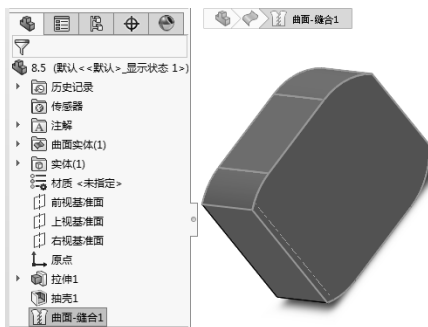 曲面-缝合1
8.5 (默认<<默认>_显示状态 1>)
历史记录
传感器
注解
曲面实体(1)
实体(1)
材质 <未指定>
前视基准面
上视基准面
右视基准面
原点
拉伸1
抽壳1
曲面-缝合1